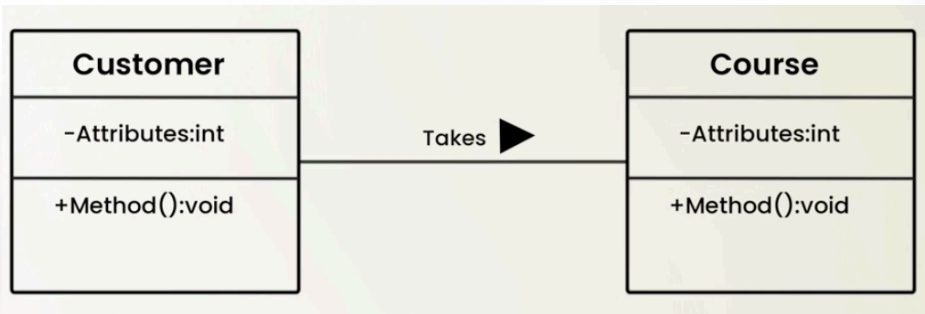 Customer
-Attributes:int
+Method():void
Takes
Course
-Attributes:int
+Method():void